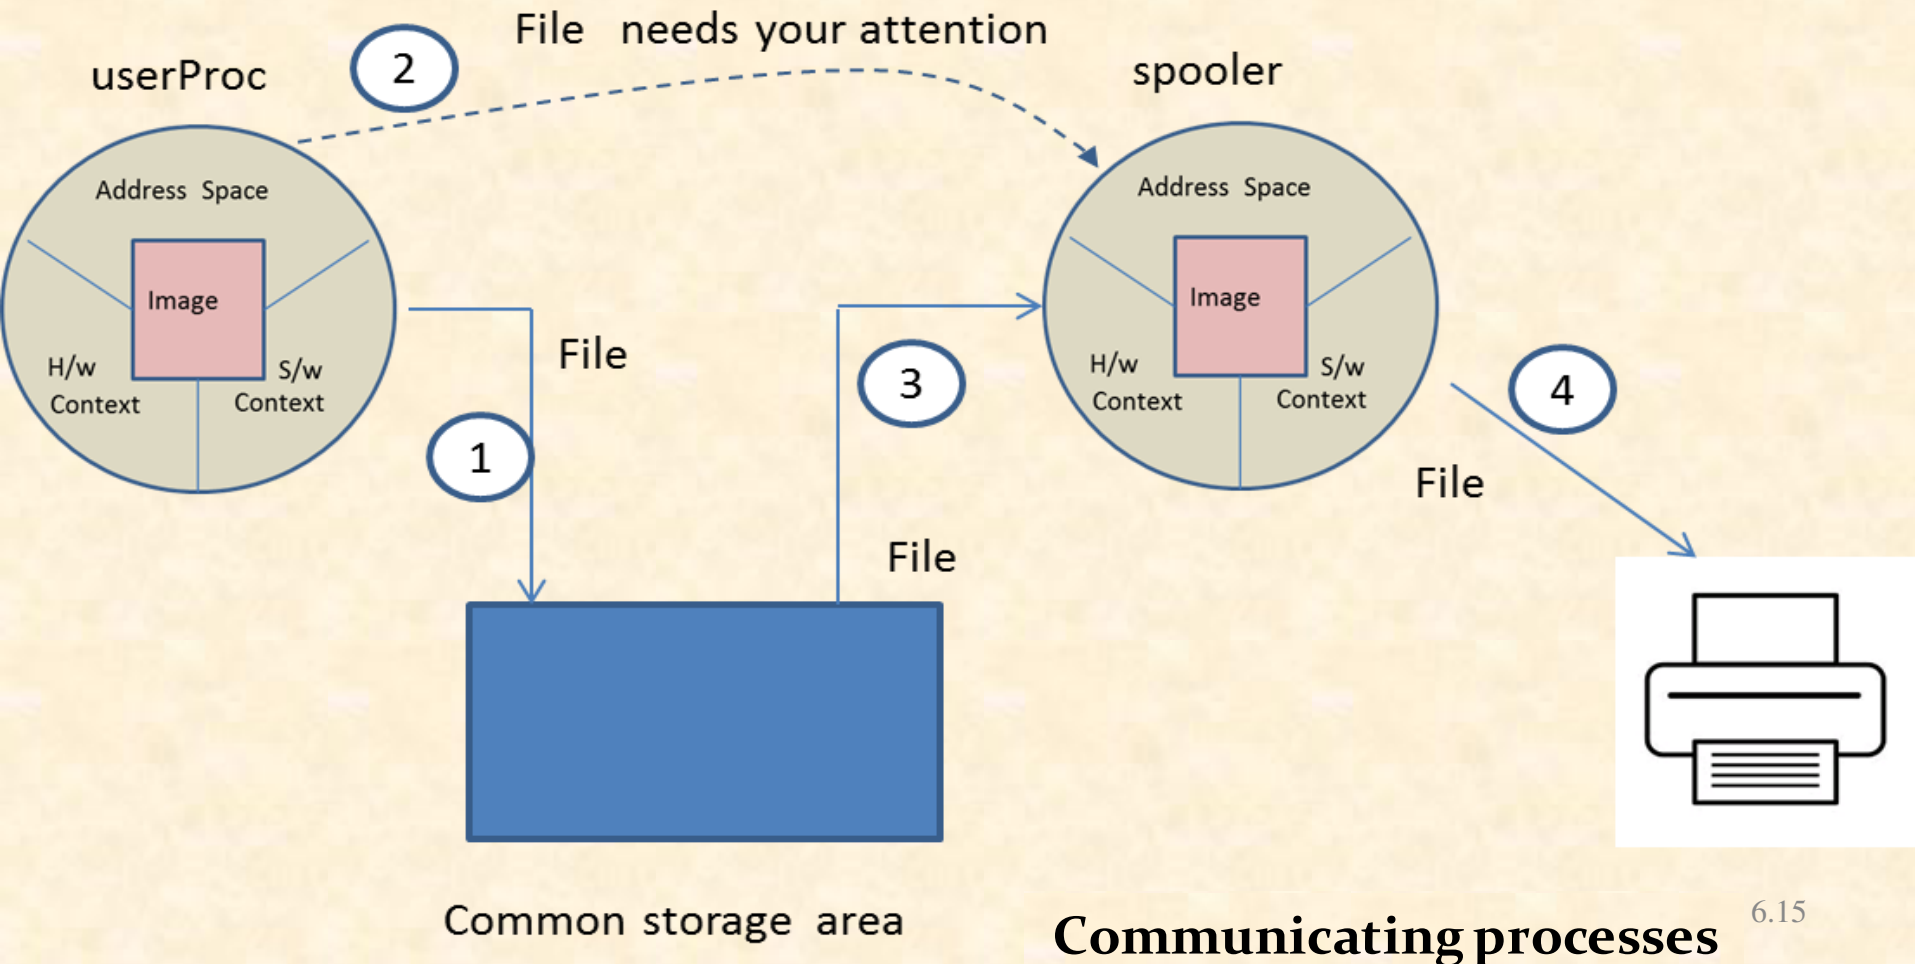 File needs your attention
userProc
2
spooler
Address Space
Image
H/w
Context
S/w
Context
Address Space
Image
H/w
Context
S/w
Context
File
1
3
File
4
File
Common storage area
Communicating processes
6.15